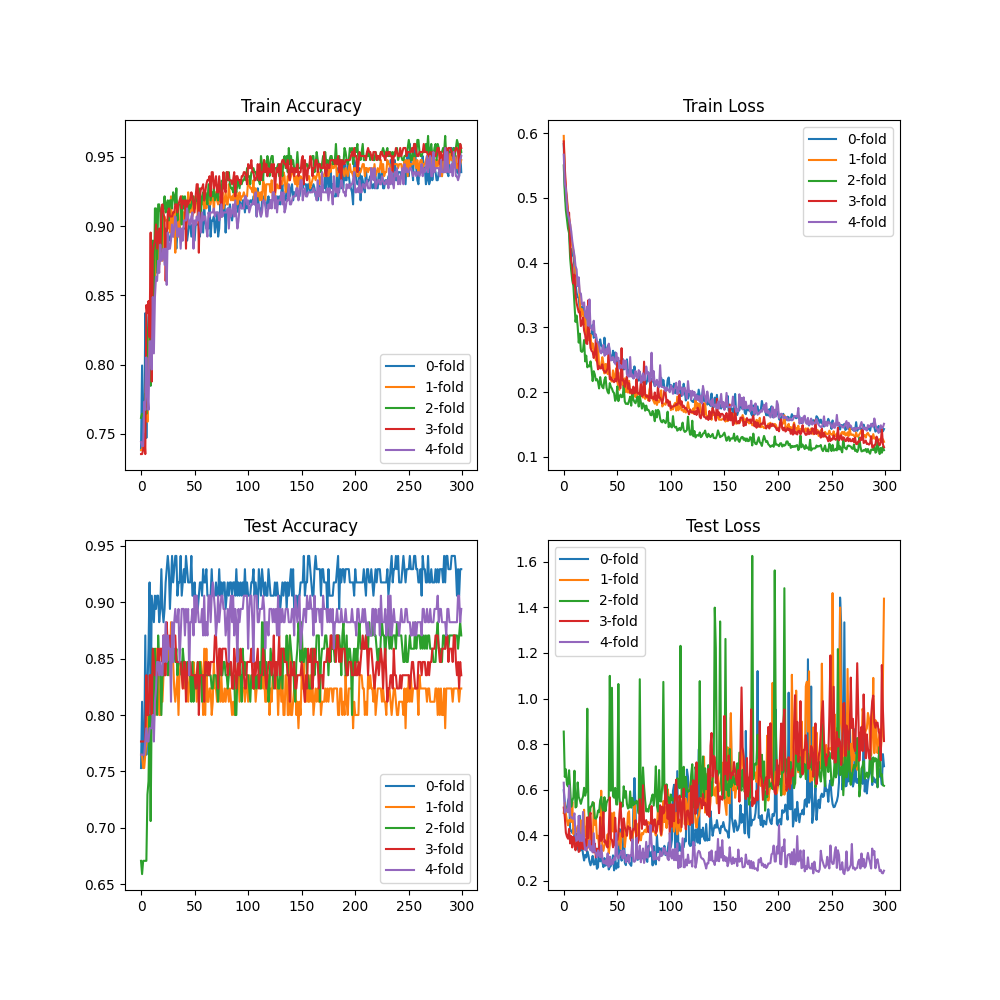 Train Accuracy
0.95
0.90
0.85
0.80
0.75
0 50 100 150 200 250 300
0-fold
1-fold
2-fold
3-fold
4-fold
Train Loss
0.6
0.5
0.4
0.3
0.2
0.1
0 50 100 150 200 250 300
0-fold
1-fold
2-fold
3-fold
4-fold
Test Accuracy
0.95
0.90
0.85
0.80
0.75
0.70
0.65
0 50 100 150 200 250 300
0-fold
1-fold
2-fold
3-fold
4-fold
Test Loss
1.6
1.4
1.2
1.0
0.8
0.6
0.4
0.2
0 50 100 150 200 250 300
0-fold
1-fold
2-fold
3-fold
4-fold